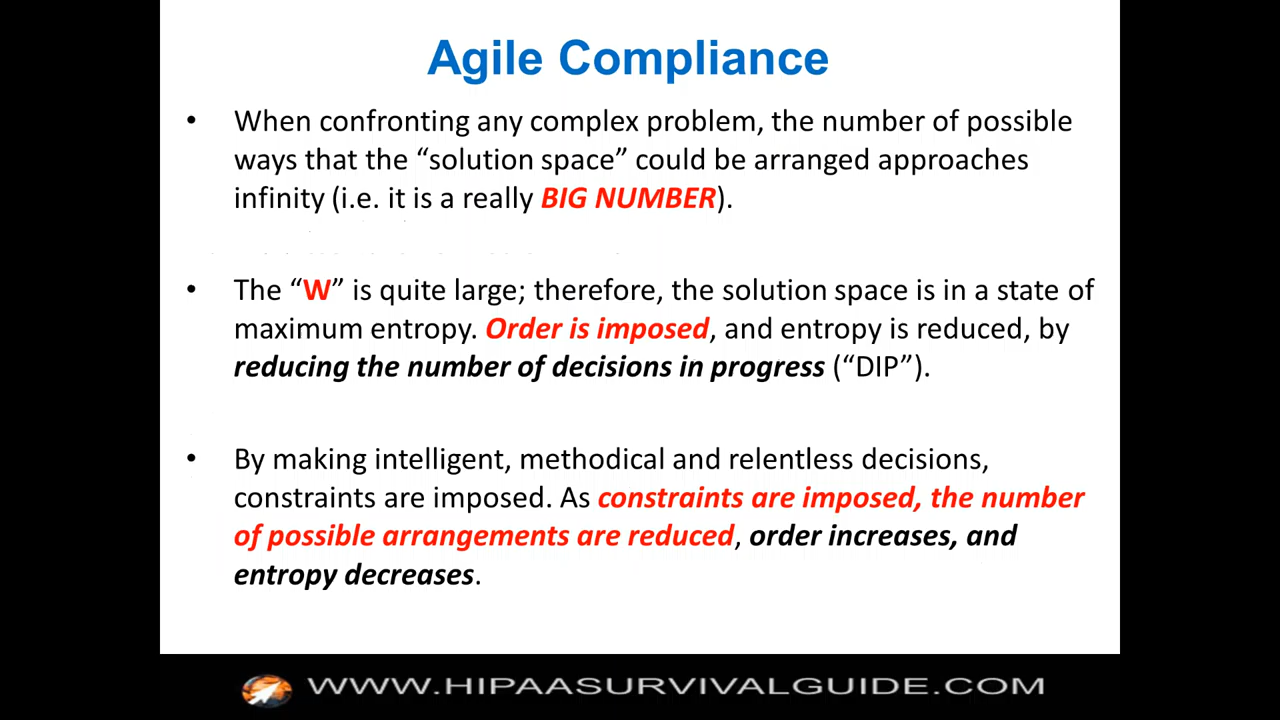 Agile Compliance
• When confronting any complex problem, the number of possible
ways that the “solution space” could be arranged approaches
infinity (i.e. it is a really BIG NUMBER).
• The “W” is quite large; therefore, the solution space is in a state of
maximum entropy. Order is imposed, and entropy is reduced, by
reducing the number of decisions in progress (“DIP”).
• By making intelligent, methodical and relentless decisions,
constraints are imposed. As constraints are imposed, the number
of possible arrangements are reduced, order increases, and
entropy decreases.
WWW.HIPAASURVIVALGUIDE.COM